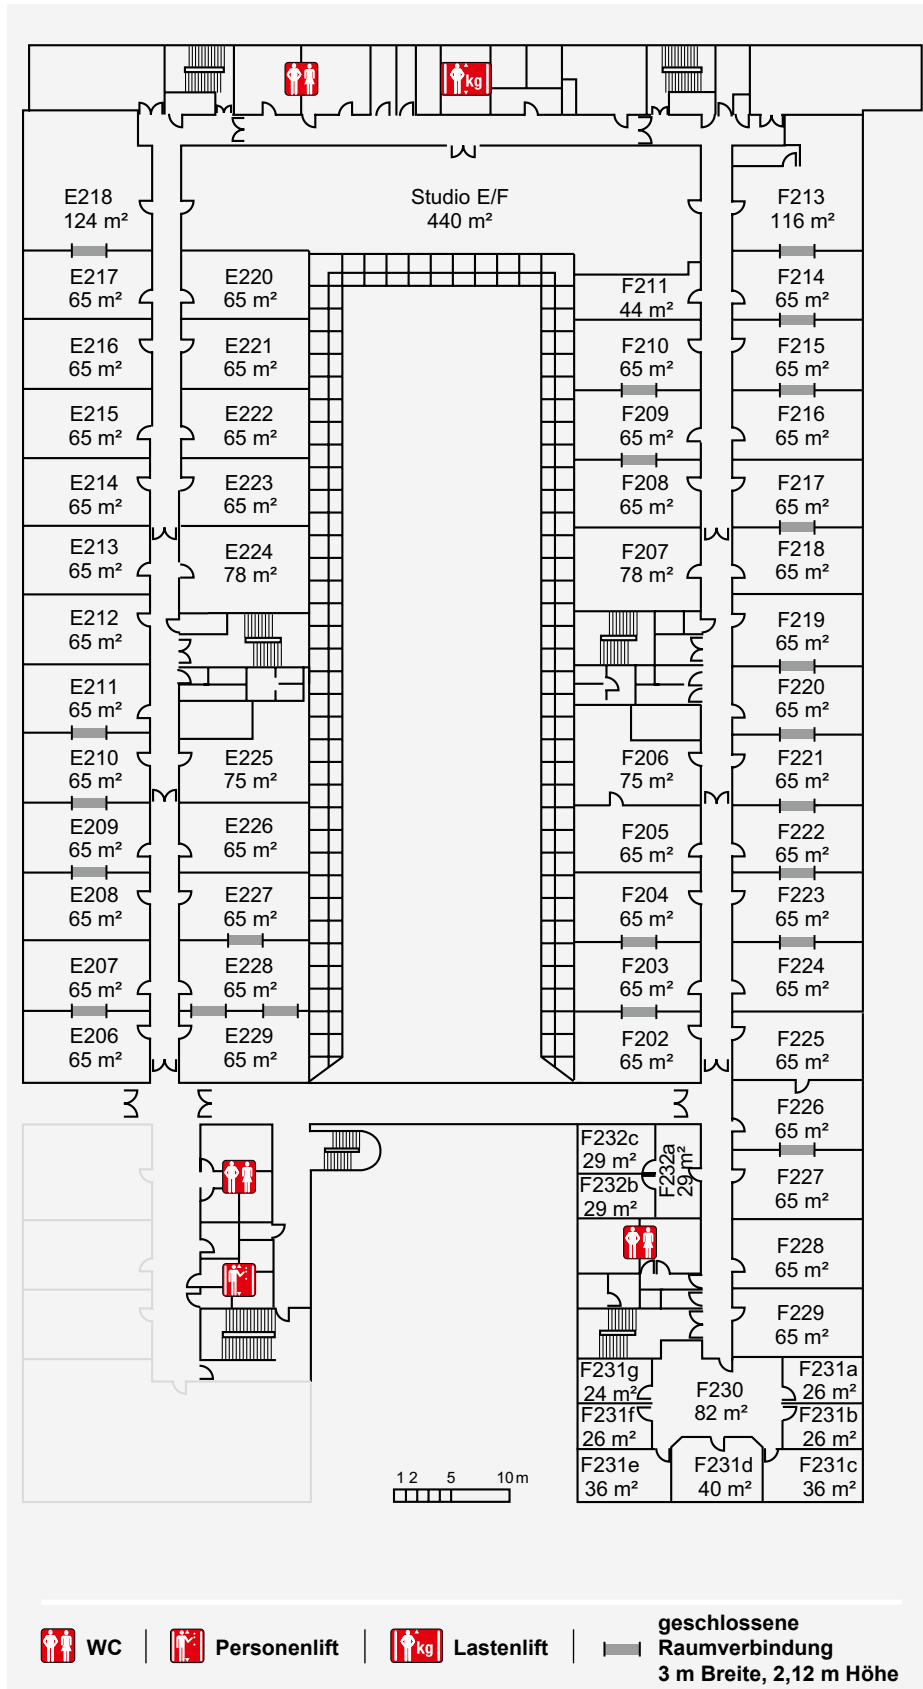 Studio E/F
440 m²
E218
124 m²
E217
65 m²
E216
65 m²
E215
65 m²
E214
65 m²
E213
65 m²
E212
65 m²
E211
65 m²
E210
65 m²
E209
65 m²
E208
65 m²
E207
65 m²
E206
65 m²
E220
65 m²
E221
65 m²
E222
65 m²
E223
65 m²
E224
78 m²
E225
75 m²
E226
65 m²
E227
65 m²
E228
65 m²
E229
65 m²
F211
44 m²
F210
65 m²
F209
65 m²
F208
65 m²
F207
78 m²
F206
75 m²
F205
65 m²
F204
65 m²
F203
65 m²
F202
65 m²
F213
116 m²
F214
65 m²
F215
65 m²
F216
65 m²
F217
65 m²
F218
65 m²
F219
65 m²
F220
65 m²
F221
65 m²
F222
65 m²
F223
65 m²
F224
65 m²
F225
65 m²
F226
65 m²
F227
65 m²
F228
65 m²
F229
65 m²
F232c
29 m²
F232b
29 m²
F232a
29 m²
F231g
24 m²
F231f
26 m²
F231e
36 m²
F230
82 m²
F231d
40 m²
F231a
26 m²
F231b
26 m²
F231c
36 m²
kg
1 2 5 10 m
WC
Personenlift
kg
Lastenlift
geschlossene
Raumverbindung
3 m Breite, 2,12 m Höhe